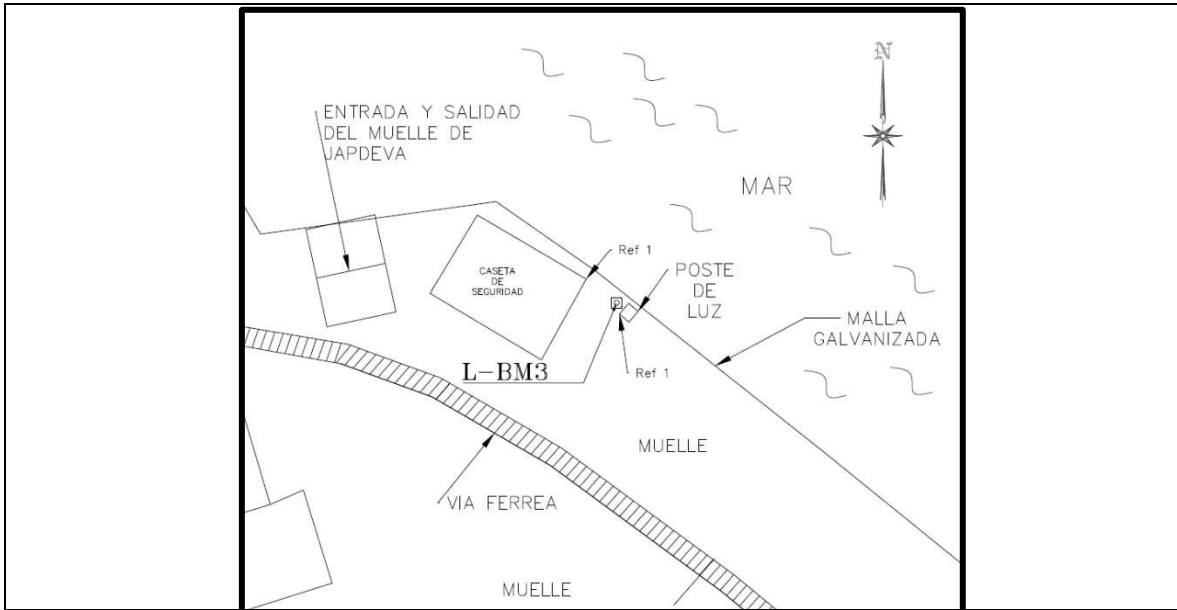 N
ENTRADA Y SALIDAD
DEL MUELLE DE
JAPDEVA
MAR
Ref 1
CASETA
DE
SEGURIDAD
POSTE
DE
LUZ
MALLA
GALVANIZADA
L-BM3
Ref 1
MUELLE
VIA FERREA
MUELLE